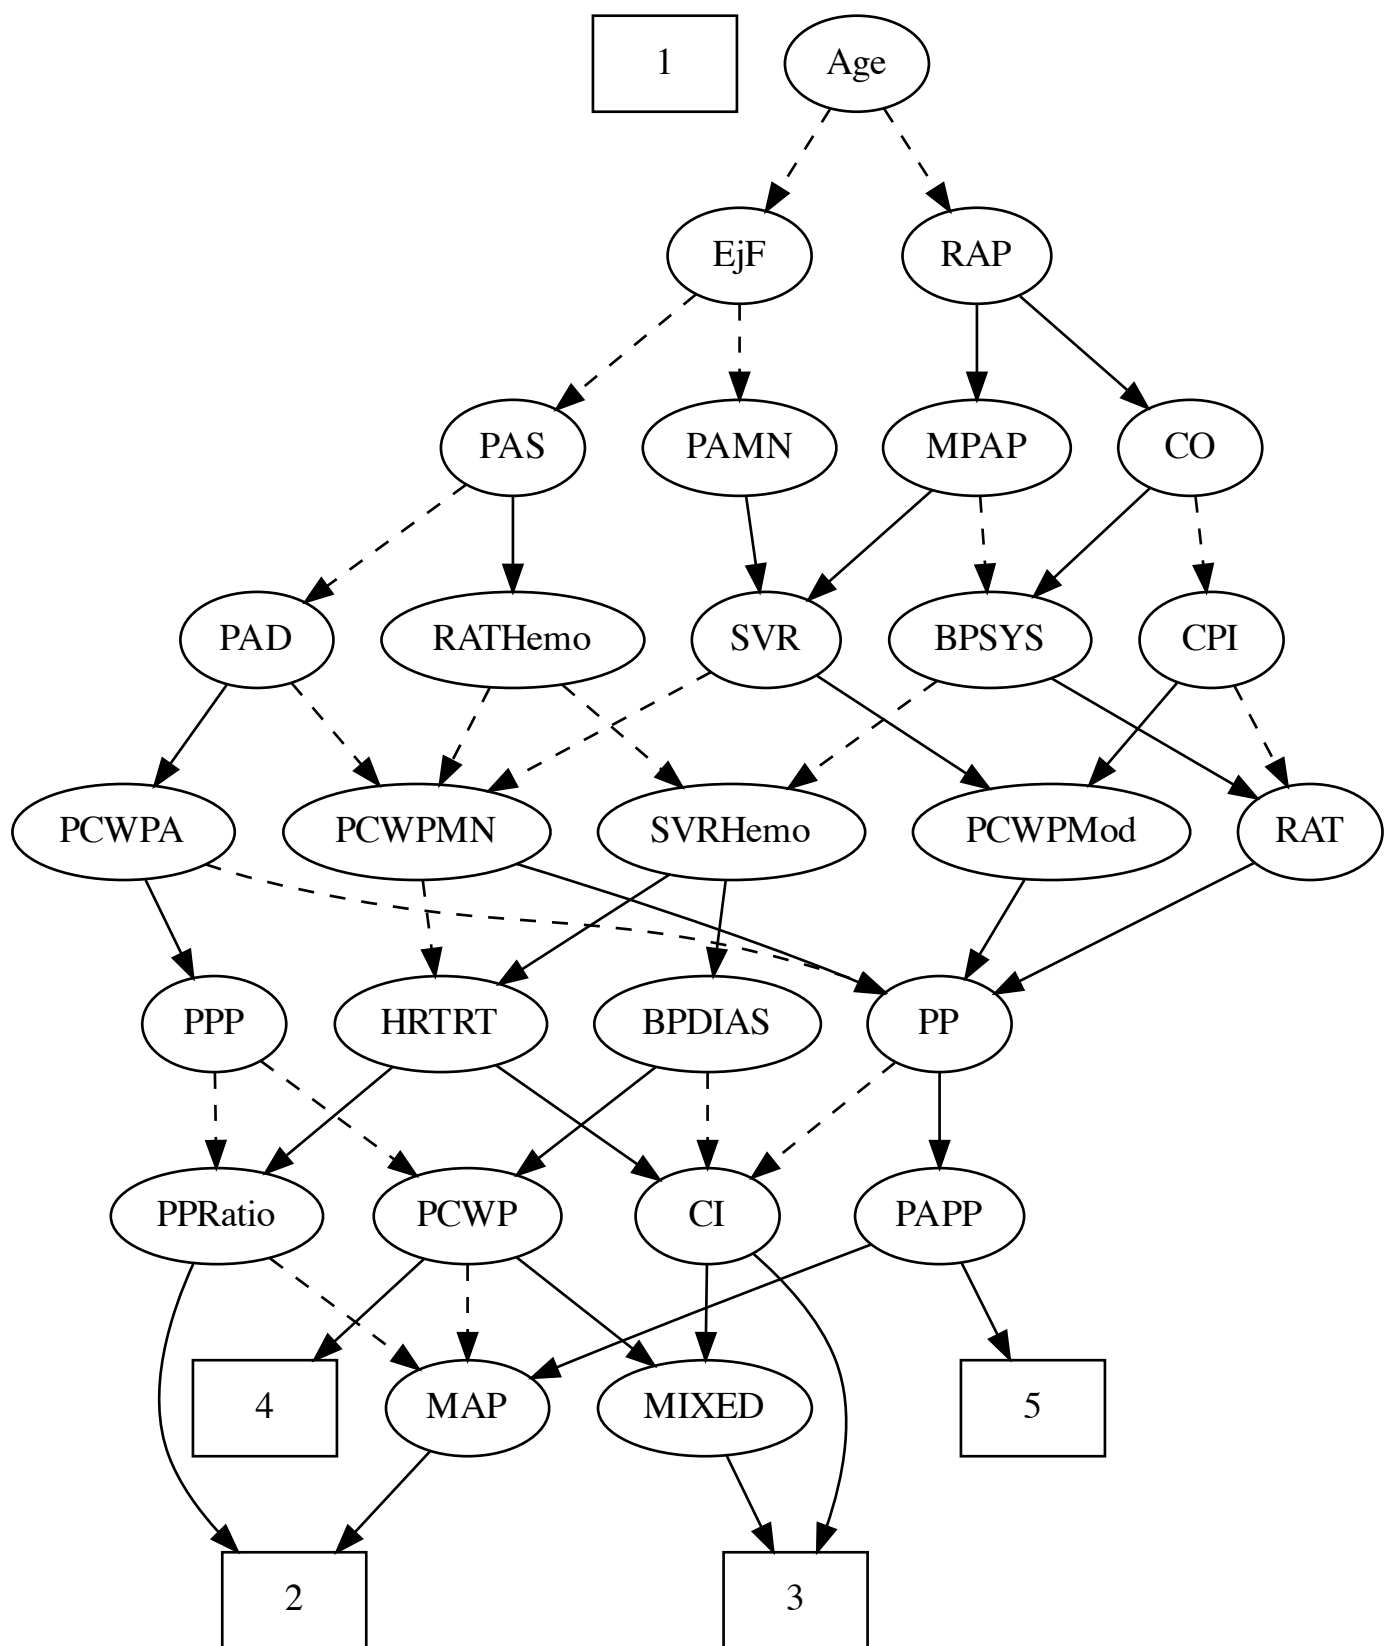 1
Age
EjF
RAP
PAS
PAMN
MPAP
CO
PAD
RATHemo
SVR
BPSYS
CPI
PCWPA
PCWPMN
SVRHemo
PCWPMod
RAT
PPP
HRTRT
BPDIAS
PP
PPRatio
PCWP
CI
PAPP
4
MAP
MIXED
5
2
3